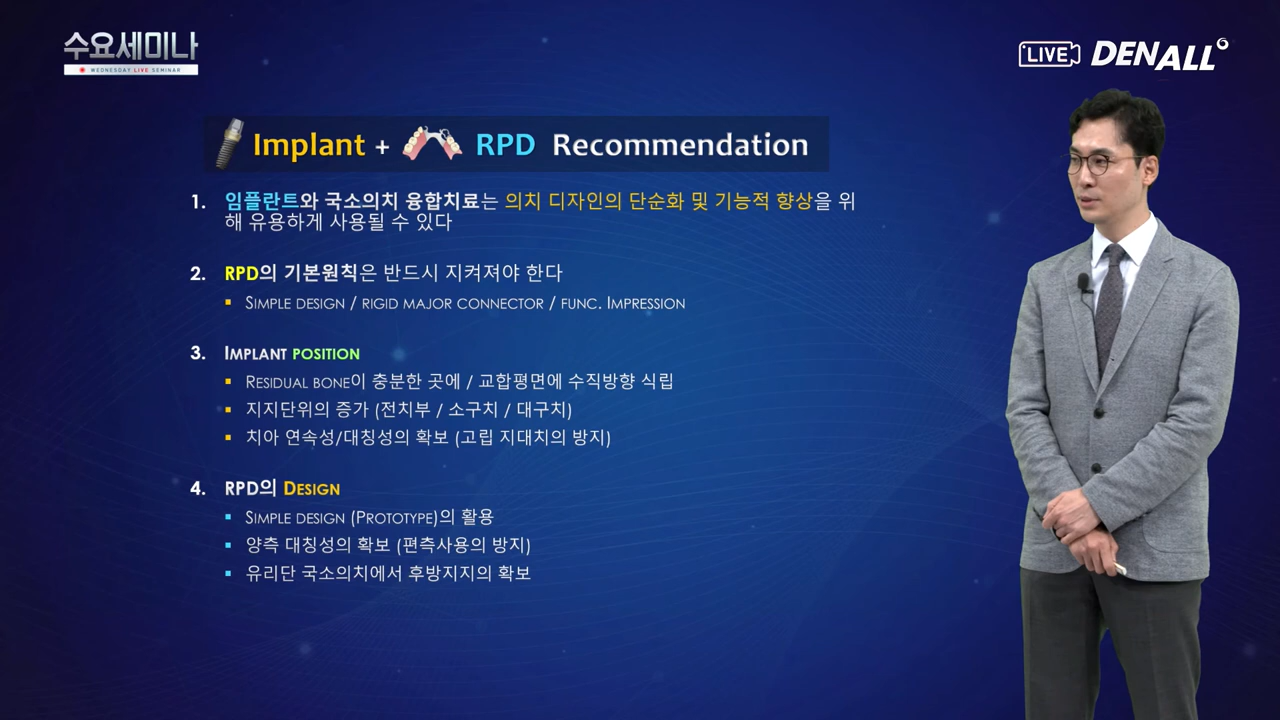 수요세미나
WEDNESDAY LIVE SEMINAR
LIVE
DENALL
Implant + RPD Recommendation
1. 임플란트와 국소의치 융합치료는 의치 디자인의 단순화 및 기능적 향상을 위
해 유용하게 사용될 수 있다
2. RPD의 기본원칙은 반드시 지켜져야 한다
▪ SIMPLE DESIGN / RIGID MAJOR CONNECTOR / FUNC. IMPRESSION
3. IMPLANT POSITION
▪ RESIDUAL BONE이 충분한 곳에 / 교합평면에 수직방향 식립
▪ 지지단위의 증가 (전치부 / 소구치 / 대구치)
▪ 치아 연속성/대칭성의 확보 (고립 지대치의 방지)
4. RPD의 DESIGN
▪ SIMPLE DESIGN (PROTOTYPE)의 활용
▪ 양측 대칭성의 확보 (편측사용의 방지)
▪ 유리단 국소의치에서 후방지지의 확보